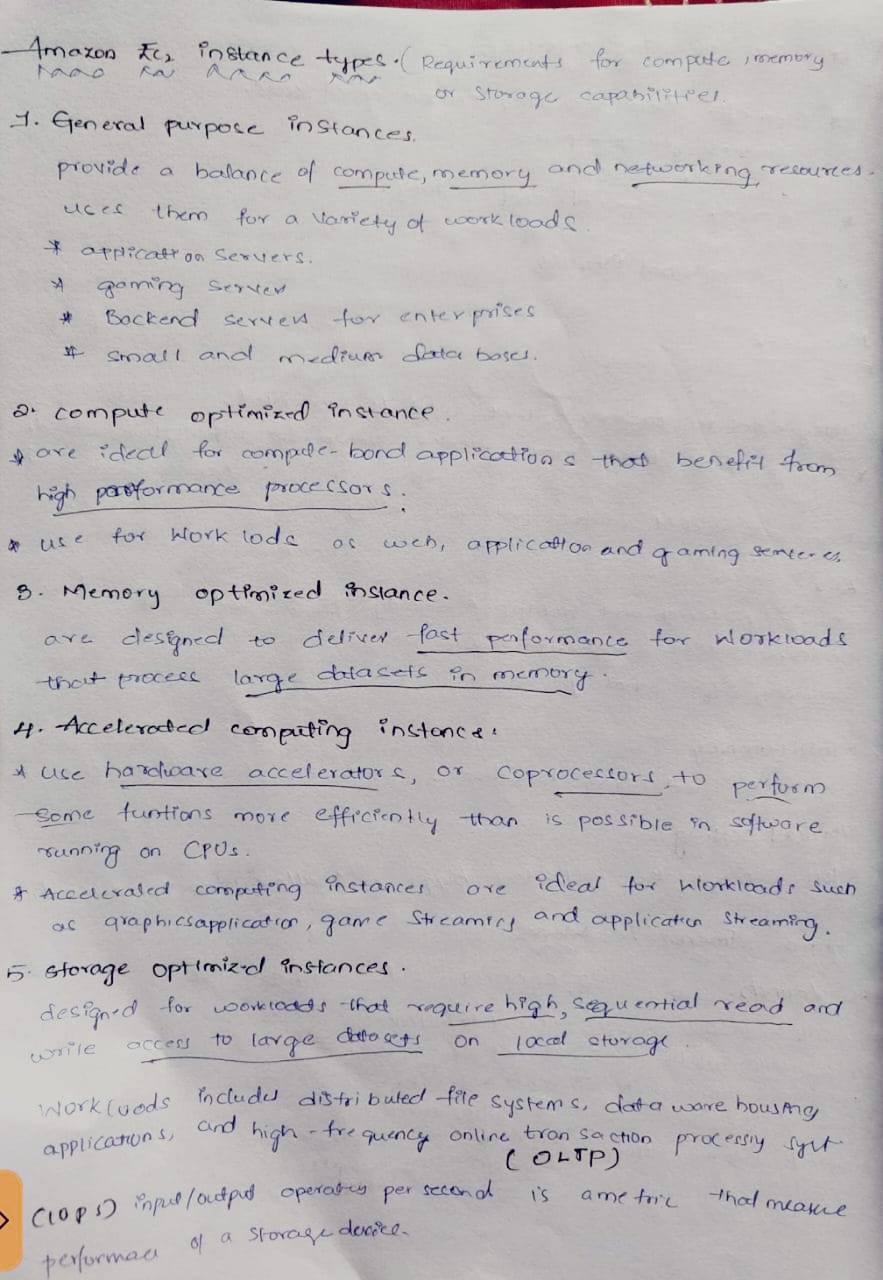 Amazon Ec2 instance types. ( Requirements for compute, memory
or storage capabilities.
1. General purpose instances.
provide a balance of compute, memory and networking resources.
uses them for a variety of workloads.
* application servers.
* gaming server
* Backend servers for enterprises
* small and medium data bases.
2. compute optimized instance.
* are ideal for compute-bond applications that benefit from
high performance processors.
* use for work lods as web, application and gaming
3. Memory optimized instance.
are designed to deliver fast performance for workloads
that process large datasets in memory.
4. Accelerated computing instance.
* use hardware accelerators, or coprocessors, to perform
some funtions more efficiently than is possible in software
running on CPUs.
* Accelerated computing instances are ideal for workloads such
as graphicsapplication, game streaming and application streaming.
5. storage optimized instances.
designed for workloads that require high, sequential read and
write access to large datasets on local storage.
Workloads includes distributed file systems, data ware housing
applications, and high-frequency online transaction processing syst
(OLTP)
(IOPS) input/output operations per second is a metric that measure
performace of a storage device.